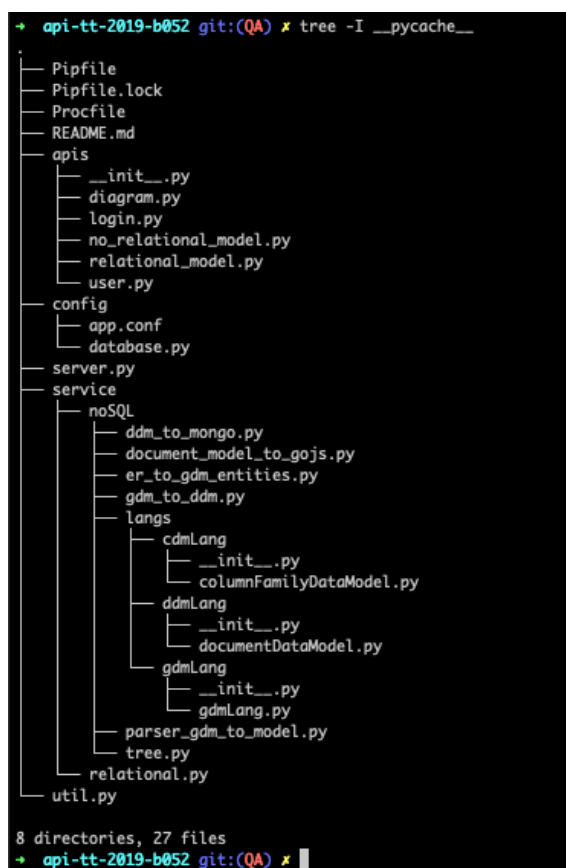 → api-tt-2019-b052 git:(QA) ✗ tree -I __pycache__
.
├── Pipfile
├── Pipfile.lock
├── Procfile
├── README.md
├── apis
│   ├── __init__.py
│   ├── diagram.py
│   ├── login.py
│   ├── no_relational_model.py
│   ├── relational_model.py
│   └── user.py
├── config
│   ├── app.conf
│   └── database.py
├── server.py
├── service
│   ├── noSQL
│   │   ├── ddm_to_mongo.py
│   │   ├── document_model_to_gojs.py
│   │   ├── er_to_gdm_entities.py
│   │   ├── gdm_to_ddm.py
│   │   ├── langs
│   │   │   ├── cdmLang
│   │   │   │   ├── __init__.py
│   │   │   │   └── columnFamilyDataModel.py
│   │   │   ├── ddmLang
│   │   │   │   ├── __init__.py
│   │   │   │   └── documentDataModel.py
│   │   │   └── gdmLang
│   │   │       ├── __init__.py
│   │   │       └── gdmLang.py
│   │   ├── parser_gdm_to_model.py
│   │   └── tree.py
│   └── relational.py
└── util.py
8 directories, 27 files
→ api-tt-2019-b052 git:(QA) ✗